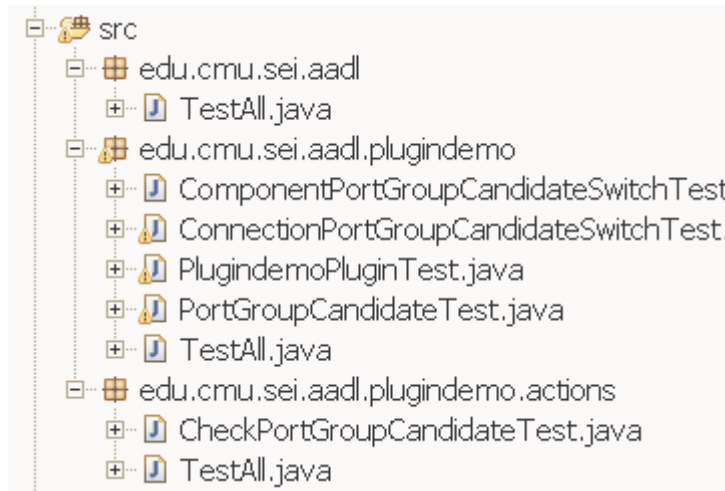 src
edu.cmu.sei.aadl
TestAll.java
edu.cmu.sei.aadl.plugindemo
ComponentPortGroupCandidateSwitchTest
ConnectionPortGroupCandidateSwitchTest.
PlugindemoPluginTest.java
PortGroupCandidateTest.java
TestAll.java
edu.cmu.sei.aadl.plugindemo.actions
CheckPortGroupCandidateTest.java
TestAll.java